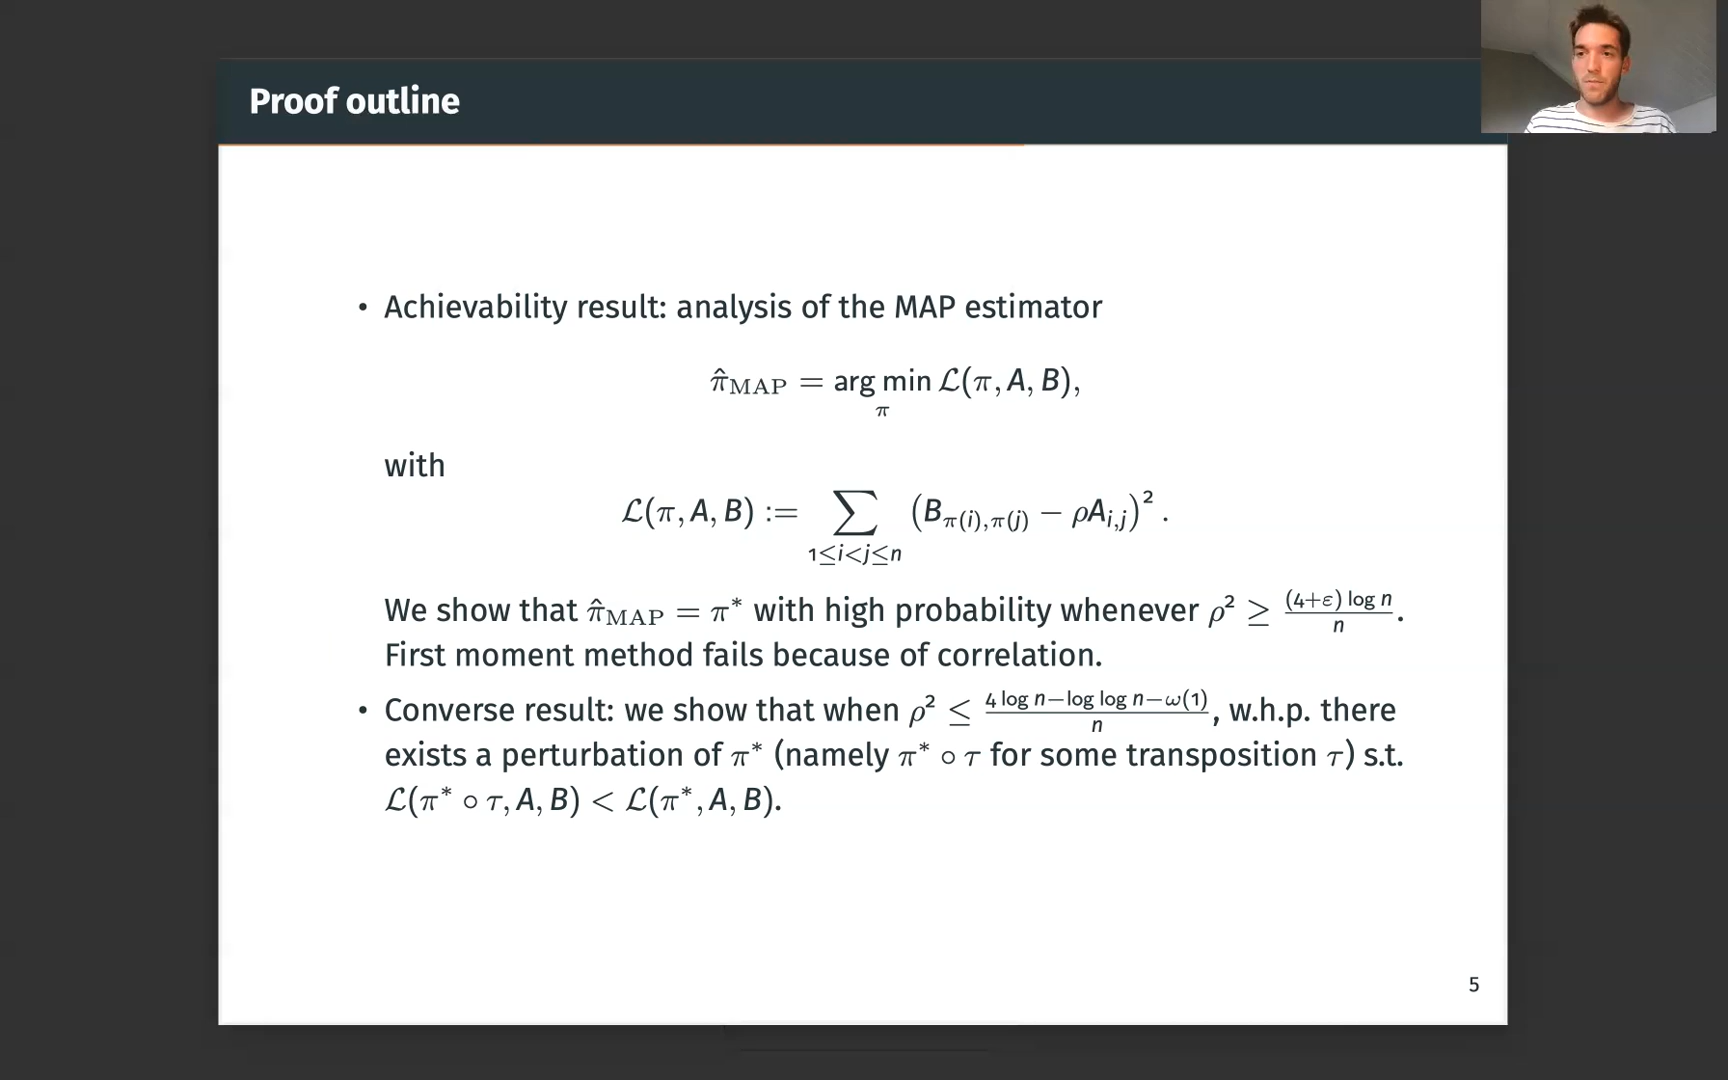 Proof outline
• Achievability result: analysis of the MAP estimator
π̂_MAP = arg min_π ℒ(π, A, B),
with
ℒ(π, A, B) := ∑_{1≤i<j≤n} (B_{π(i),π(j)} − ρA_{i,j})².
We show that π̂_MAP = π* with high probability whenever ρ² ≥ (4+ε) log n / n.
First moment method fails because of correlation.
• Converse result: we show that when ρ² ≤ (4 log n−log log n−ω(1)) / n, w.h.p. there
exists a perturbation of π* (namely π* ∘ τ for some transposition τ) s.t.
ℒ(π* ∘ τ, A, B) < ℒ(π*, A, B).
5